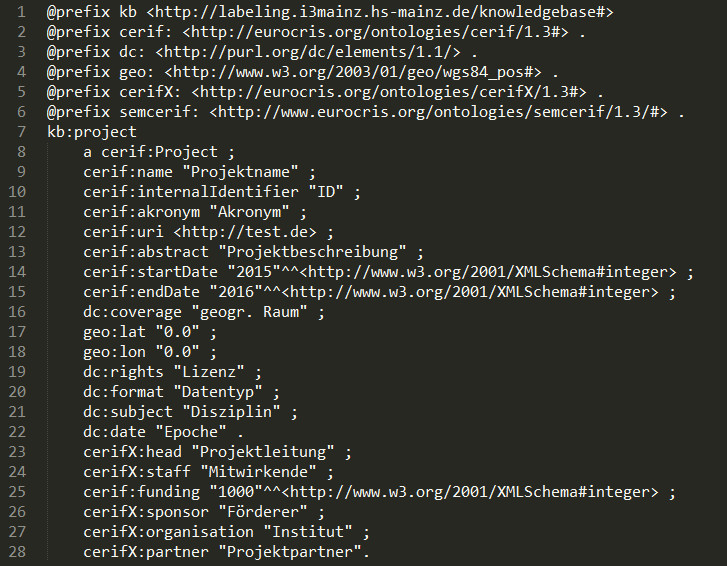 1 @prefix kb <http://labeling.i3mainz.hs-mainz.de/knowledgebase#>
2 @prefix cerif: <http://eurocris.org/ontologies/cerif/1.3#> .
3 @prefix dc: <http://purl.org/dc/elements/1.1/> .
4 @prefix geo: <http://www.w3.org/2003/01/geo/wgs84_pos#> .
5 @prefix cerifX: <http://eurocris.org/ontologies/cerifX/1.3#> .
6 @prefix semcerif: <http://www.eurocris.org/ontologies/semcerif/1.3/#> .
7 kb:project
8     a cerif:Project ;
9     cerif:name "Projektname" ;
10     cerif:internalIdentifier "ID" ;
11     cerif:akronym "Akronym" ;
12     cerif:uri <http://test.de> ;
13     cerif:abstract "Projektbeschreibung" ;
14     cerif:startDate "2015"^^<http://www.w3.org/2001/XMLSchema#integer> ;
15     cerif:endDate "2016"^^<http://www.w3.org/2001/XMLSchema#integer> ;
16     dc:coverage "geogr. Raum" ;
17     geo:lat "0.0" ;
18     geo:lon "0.0" ;
19     dc:rights "Lizenz" ;
20     dc:format "Datentyp" ;
21     dc:subject "Disziplin" ;
22     dc:date "Epoche" .
23     cerifX:head "Projektleitung" ;
24     cerifX:staff "Mitwirkende" ;
25     cerif:funding "1000"^^<http://www.w3.org/2001/XMLSchema#integer> ;
26     cerifX:sponsor "Förderer" ;
27     cerifX:organisation "Institut" ;
28     cerifX:partner "Projektpartner".